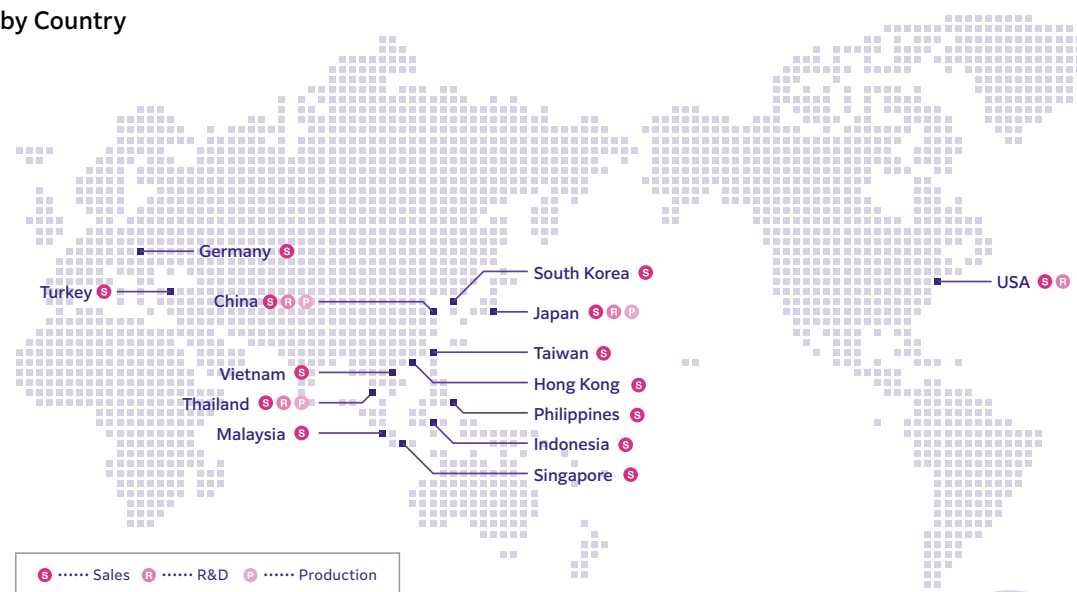 by Country
Germany S
Turkey S
China S R P
South Korea S
Japan S R P
USA S R
Taiwan S
Vietnam S
Hong Kong S
Thailand S R P
Philippines S
Malaysia S
Indonesia S
Singapore S
S ······ Sales R ······ R&D P ······ Production